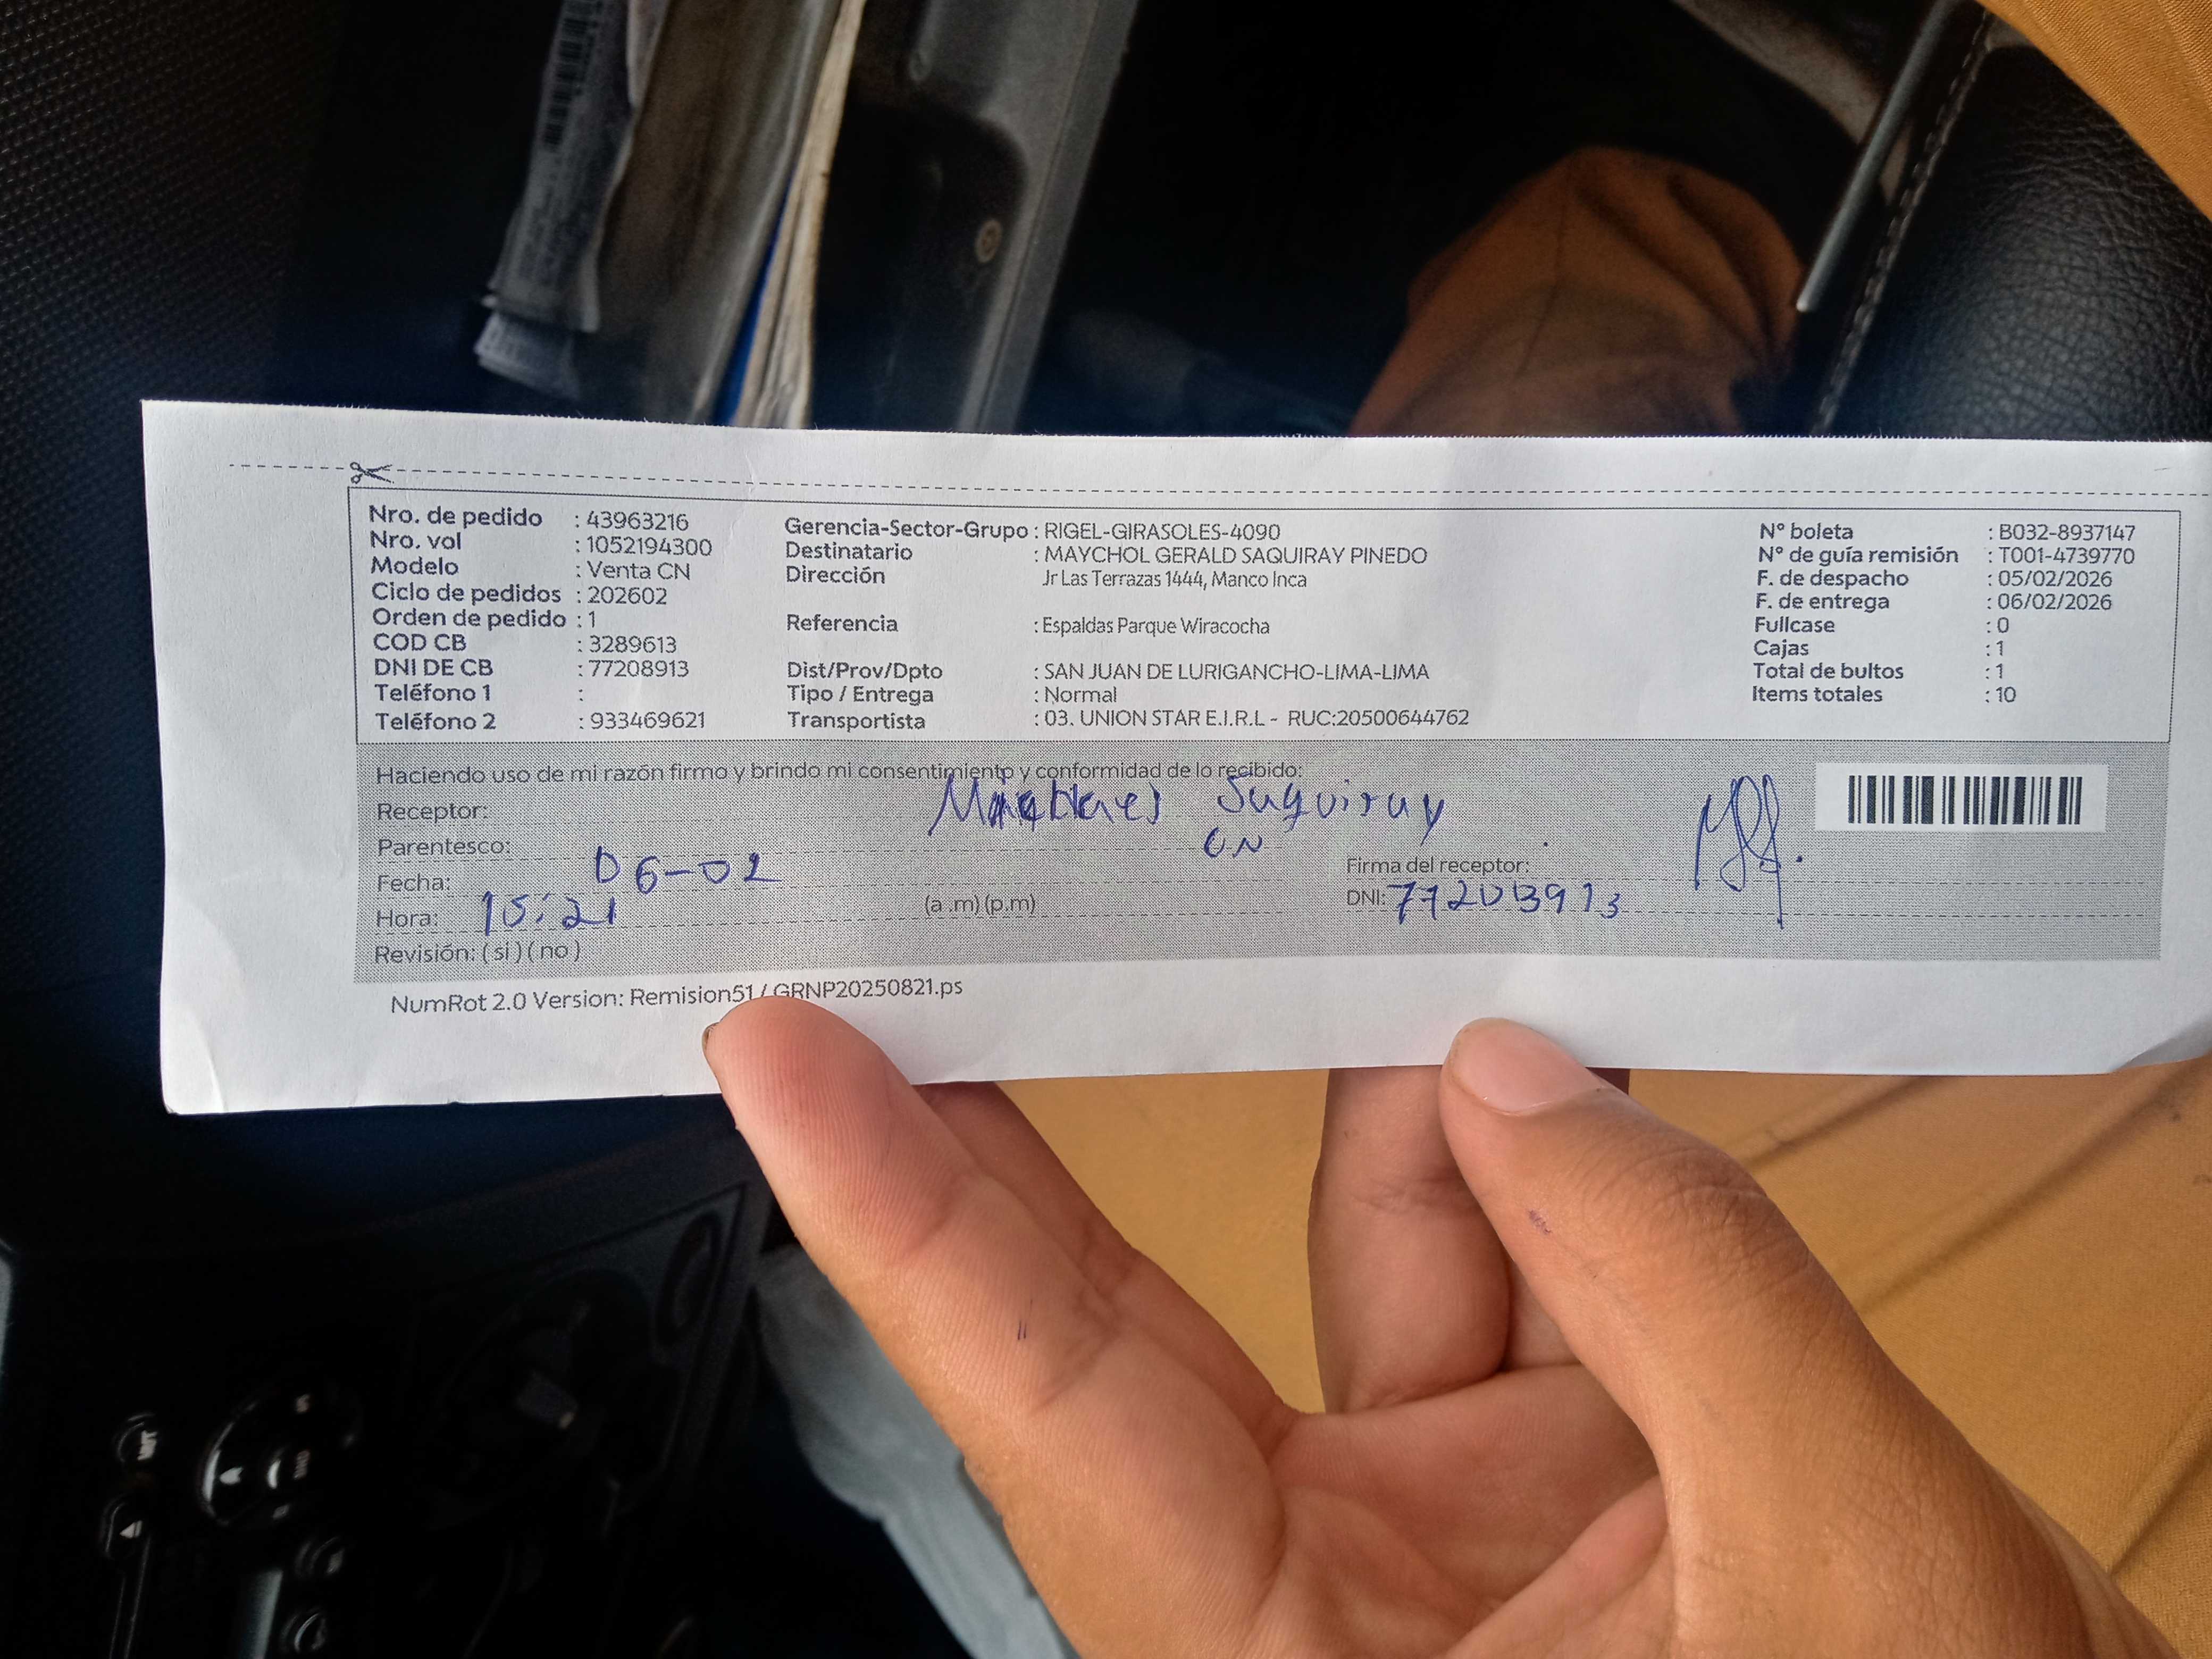 Nro. de pedido : 43963216
Nro. vol : 1052194300
Modelo : Venta CN
Ciclo de pedidos : 202602
Orden de pedido : 1
COD CB : 3289613
DNI DE CB : 77208913
Teléfono 1 :
Teléfono 2 : 933469621
Gerencia-Sector-Grupo : RIGEL-GIRASOLES-4090
Destinatario : MAYCHOL GERALD SAQUIRAY PINEDO
Dirección Jr Las Terrazas 1444, Manco Inca
Referencia : Espaldas Parque Wiracocha
Dist/Prov/Dpto : SAN JUAN DE LURIGANCHO-LIMA-LIMA
Tipo / Entrega : Normal
Transportista : 03. UNION STAR E.I.R.L - RUC:20500644762
N° boleta : B032-8937147
N° de guía remisión : T001-4739770
F. de despacho : 05/02/2026
F. de entrega : 06/02/2026
Fullcase : 0
Cajas : 1
Total de bultos : 1
Items totales : 10
Haciendo uso de mi razón firmo y brindo mi consentimiento y conformidad de lo recibido:
Receptor: Saquiray
Parentesco: CN
Fecha: 06-02
Hora: 15:21 (a .m) (p.m)
Revisión: ( si ) ( no )
Firma del receptor:
DNI: 77208913
NumRot 2.0 Version: Remision51 / GRNP20250821.ps